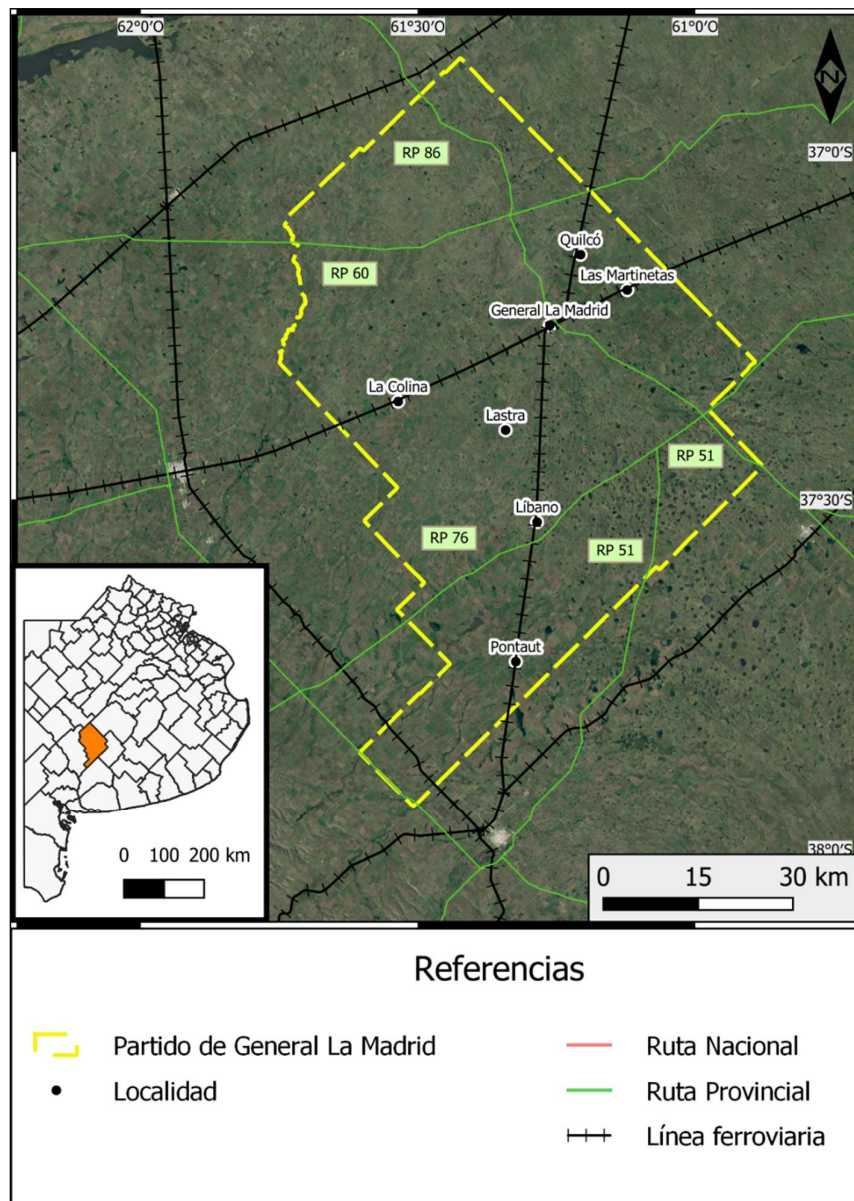 62°0'O
61°30'O
61°0'O
N
37°0'S
RP 86
Quilcó
RP 60
Las Martinetas
General La Madrid
La Colina
Lastra
RP 51
37°30'S
Líbano
RP 76
RP 51
Pontaut
38°0'S
0 100 200 km
0 15 30 km
Referencias
Partido de General La Madrid
Localidad
Ruta Nacional
Ruta Provincial
Línea ferroviaria